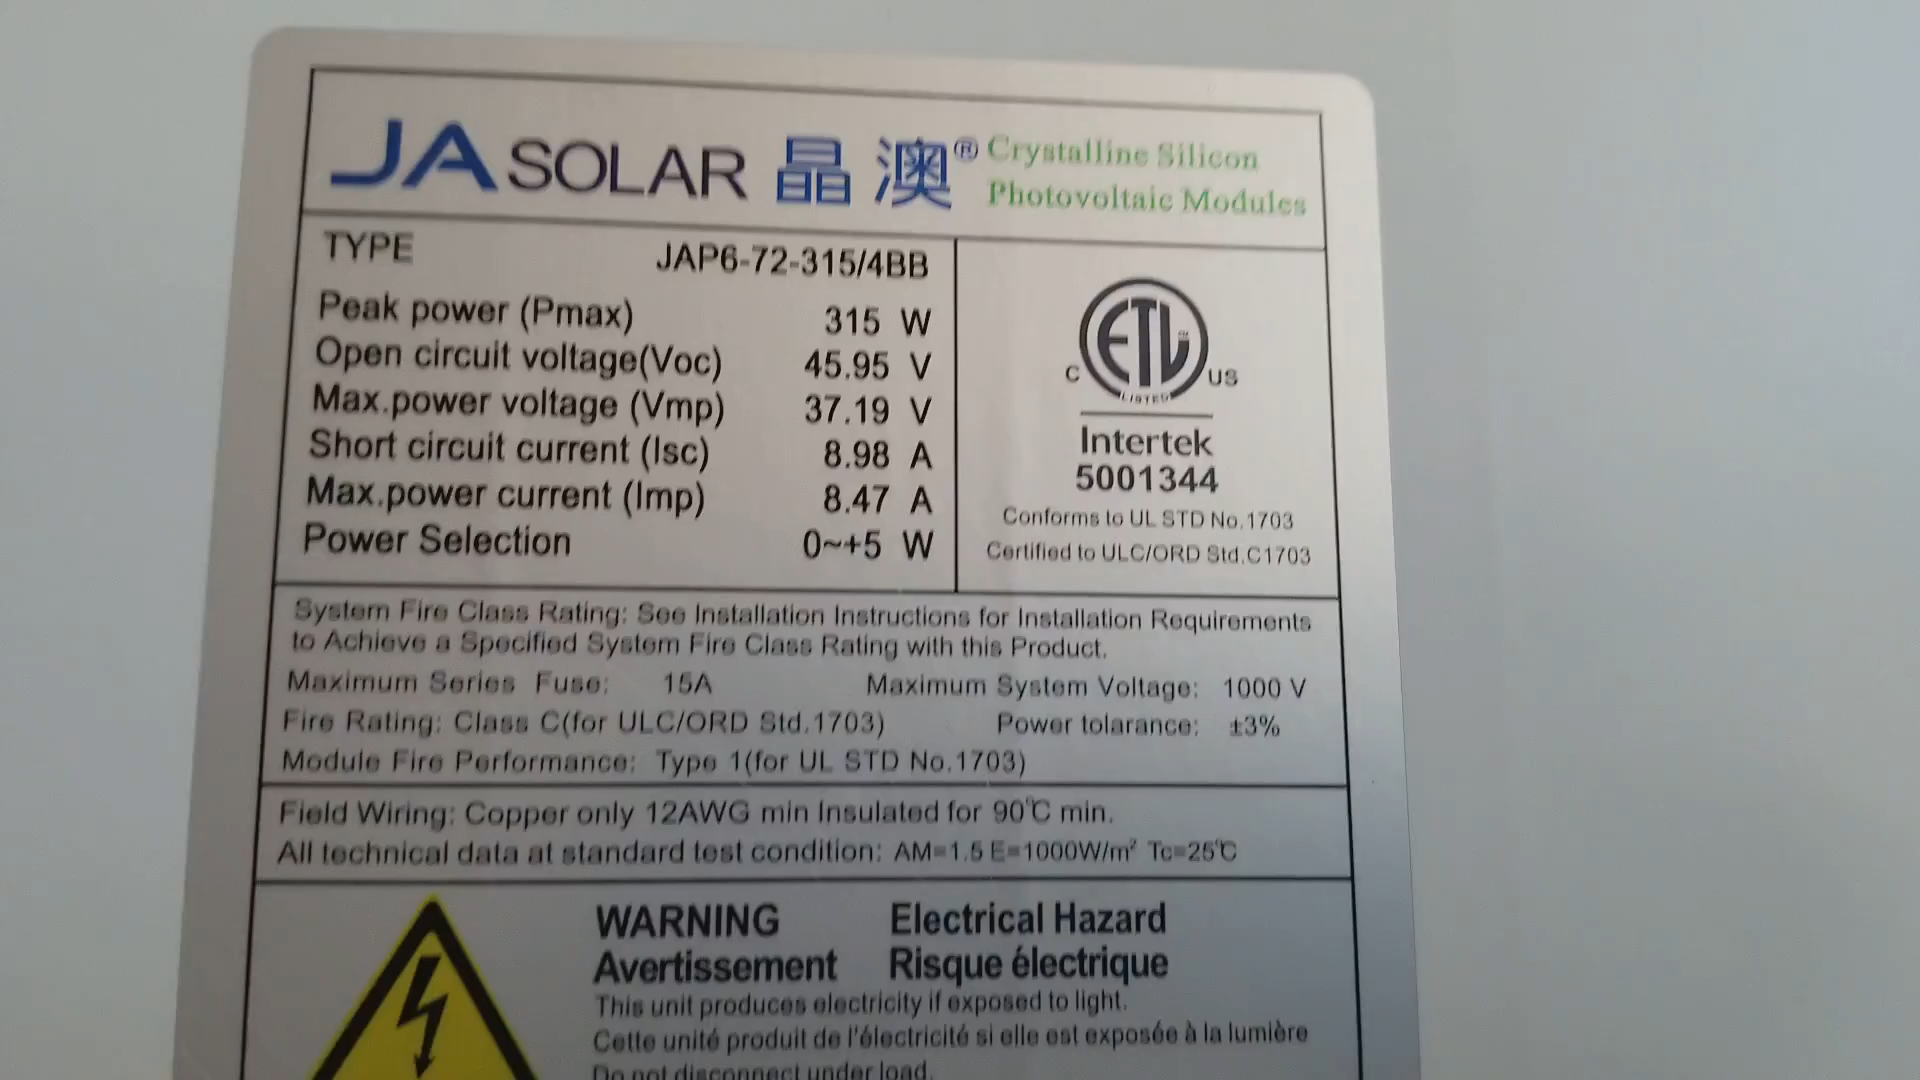 JA SOLAR 晶澳® Crystalline Silicon
Photovoltaic Modules
TYPE JAP6-72-315/4BB
Peak power (Pmax) 315 W
Open circuit voltage(Voc) 45.95 V
Max.power voltage (Vmp) 37.19 V
Short circuit current (Isc) 8.98 A
Max.power current (Imp) 8.47 A
Power Selection 0~+5 W
C ETL US
LISTED
Intertek
5001344
Conforms to UL STD No.1703
Certified to ULC/ORD Std.C1703
System Fire Class Rating: See Installation Instructions for Installation Requirements
to Achieve a Specified System Fire Class Rating with this Product.
Maximum Series Fuse: 15A Maximum System Voltage: 1000 V
Fire Rating: Class C(for ULC/ORD Std.1703) Power tolarance: ±3%
Module Fire Performance: Type 1(for UL STD No.1703)
Field Wiring: Copper only 12AWG min Insulated for 90℃ min.
All technical data at standard test condition: AM=1.5 E=1000W/m² Tc=25℃
WARNING Electrical Hazard
Avertissement Risque électrique
This unit produces electricity if exposed to light.
Cette unité produit de l'électricité si elle est exposée à la lumière
Do not disconnect under load.